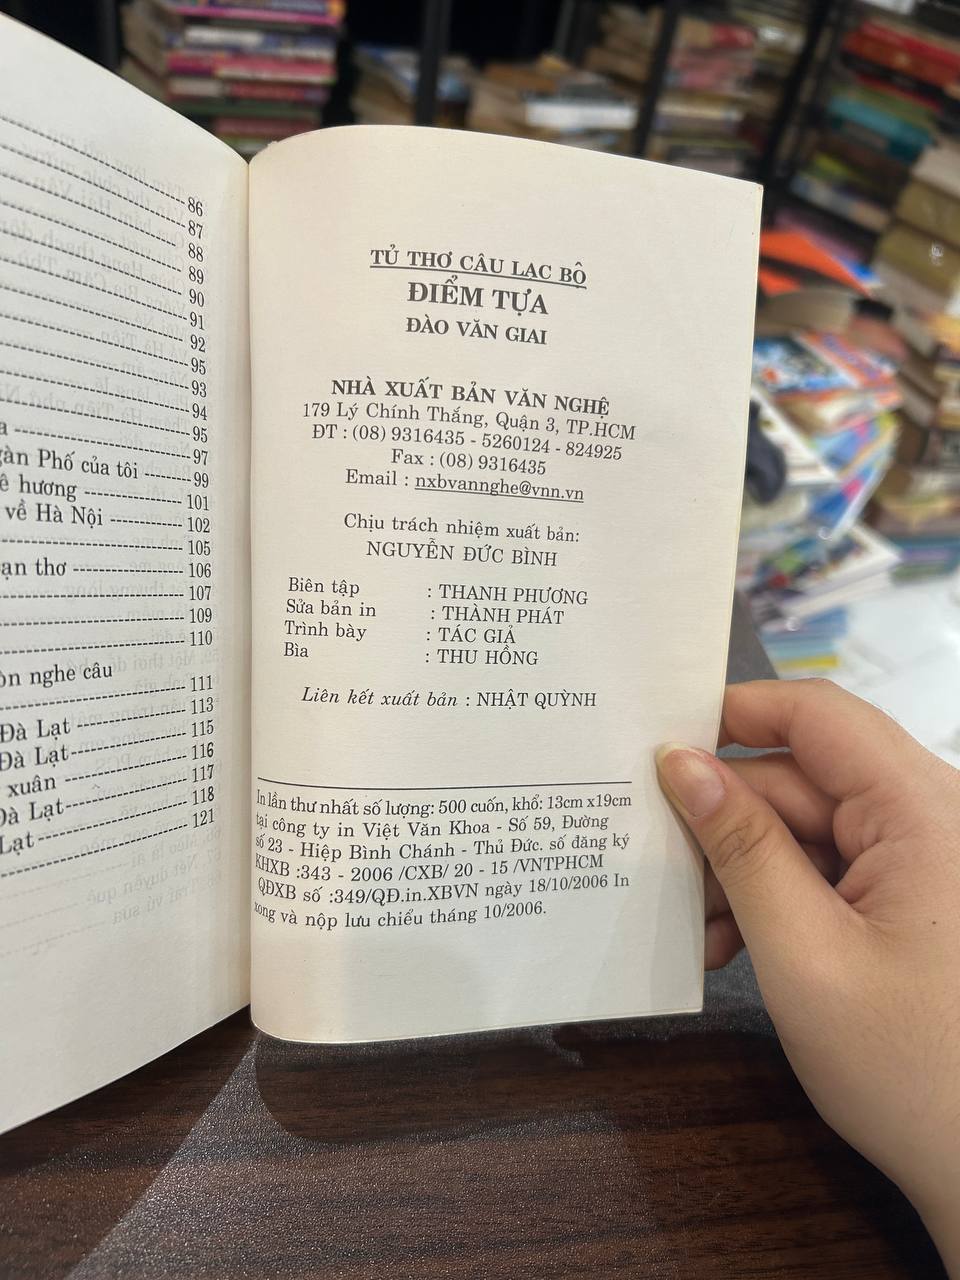 86
87
88
89
90
91
92
95
93
94
95
97
Phố của tôi 99
hương 101
về Hà Nội 102
105
thơ 106
107
109
110
nghe câu
111
Đà Lạt 113
Đà Lạt 115
xuân 116
Đà Lạt 117
Lạt 118
121
TỦ THƠ CÂU LẠC BỘ
ĐIỂM TỰA
ĐÀO VĂN GIAI
NHÀ XUẤT BẢN VĂN NGHỆ
179 Lý Chính Thắng, Quận 3, TP.HCM
ĐT : (08) 9316435 - 5260124 - 824925
Fax : (08) 9316435
Email : nxbvannghe@vnn.vn
Chịu trách nhiệm xuất bản:
NGUYỄN ĐỨC BÌNH
Biên tập : THANH PHƯƠNG
Sửa bản in : THÀNH PHÁT
Trình bày : TÁC GIẢ
Bìa : THU HỒNG
Liên kết xuất bản : NHẬT QUỲNH
In lần thư nhất số lượng: 500 cuốn, khổ: 13cm x19cm
tại công ty in Việt Văn Khoa - Số 59, Đường
số 23 - Hiệp Bình Chánh - Thủ Đức. số đăng ký
KHXB :343 - 2006 /CXB/ 20 - 15 /VNTPHCM
QĐXB số :349/QĐ.in.XBVN ngày 18/10/2006 In
xong và nộp lưu chiểu tháng 10/2006.